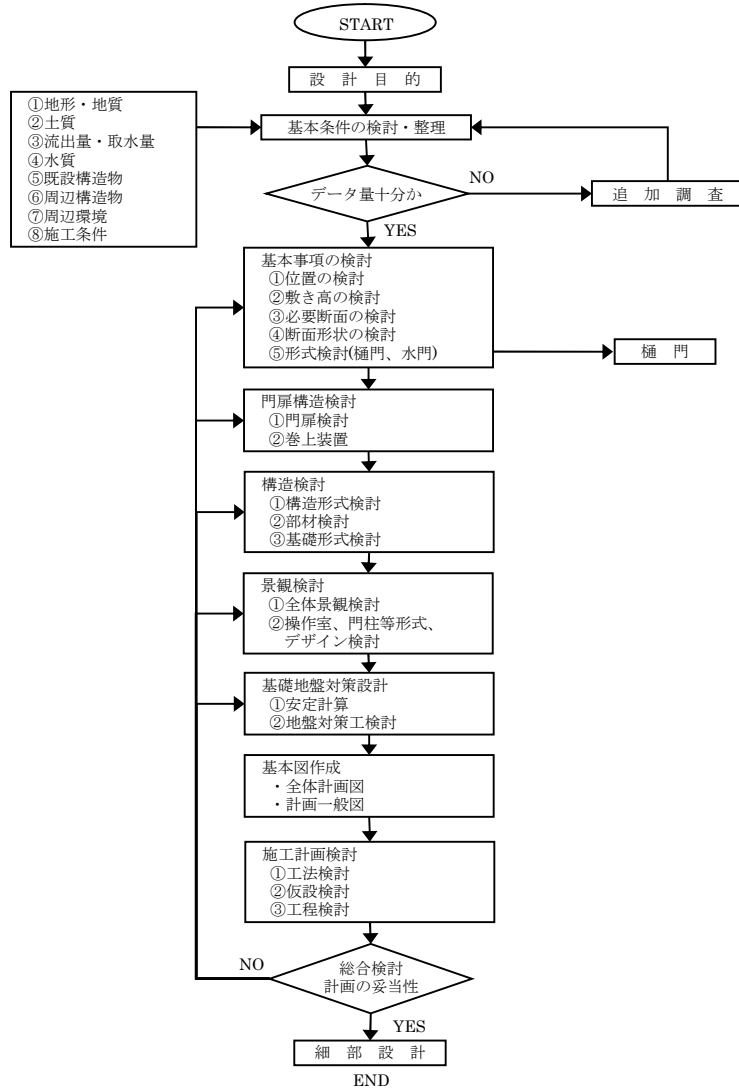 START
設 計 目 的
①地形・地質
②土質
③流出量・取水量
④水質
⑤既設構造物
⑥周辺構造物
⑦周辺環境
⑧施工条件
基本条件の検討・整理
データ量十分か
NO
追 加 調 査
YES
基本事項の検討
①位置の検討
②敷き高の検討
③必要断面の検討
④断面形状の検討
⑤形式検討(樋門、水門)
樋 門
門扉構造検討
①門扉検討
②巻上装置
構造検討
①構造形式検討
②部材検討
③基礎形式検討
景観検討
①全体景観検討
②操作室、門柱等形式、
デザイン検討
基礎地盤対策設計
①安定計算
②地盤対策工検討
基本図作成
・全体計画図
・計画一般図
施工計画検討
①工法検討
②仮設検討
③工程検討
NO
総合検討
計画の妥当性
YES
細 部 設 計
END